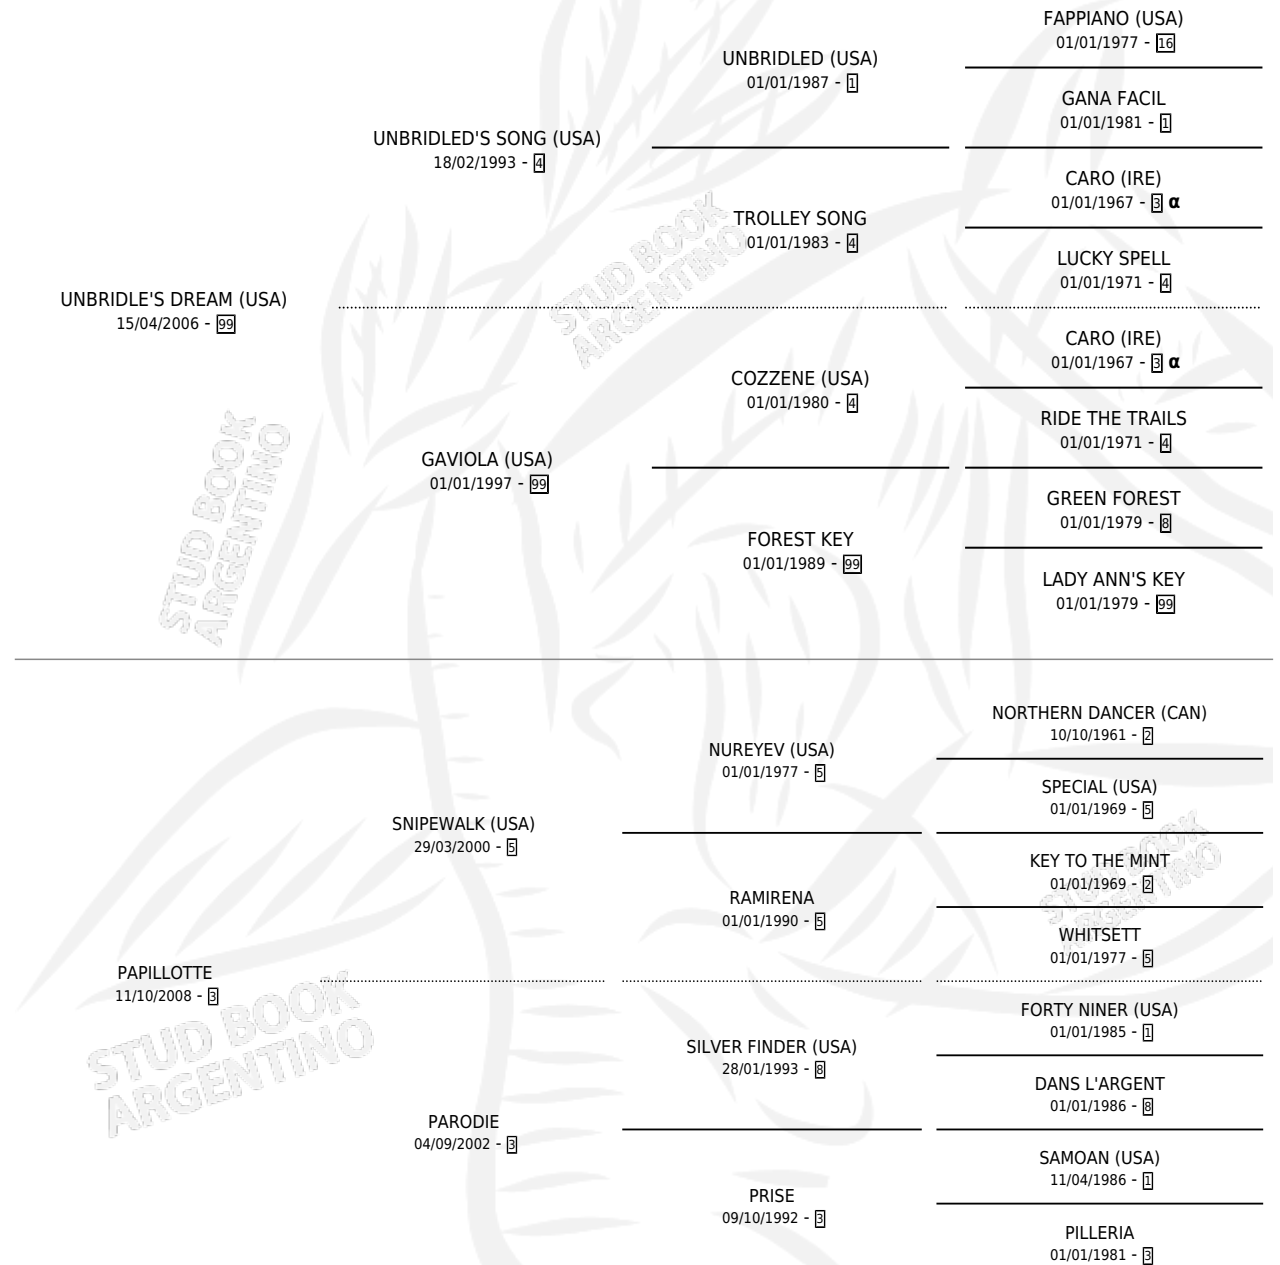 FAPPIANO (USA)
01/01/1977 - 16
UNBRIDLED (USA)
01/01/1987 - 1
GANA FACIL
01/01/1981 - 1
UNBRIDLED'S SONG (USA)
18/02/1993 - 4
CARO (IRE)
01/01/1967 - 3 α
TROLLEY SONG
01/01/1983 - 4
LUCKY SPELL
01/01/1971 - 4
UNBRIDLE'S DREAM (USA)
15/04/2006 - 99
CARO (IRE)
01/01/1967 - 3 α
COZZENE (USA)
01/01/1980 - 4
RIDE THE TRAILS
01/01/1971 - 4
GAVIOLA (USA)
01/01/1997 - 99
GREEN FOREST
01/01/1979 - 8
FOREST KEY
01/01/1989 - 99
LADY ANN'S KEY
01/01/1979 - 99
NORTHERN DANCER (CAN)
10/10/1961 - 2
NUREYEV (USA)
01/01/1977 - 5
SPECIAL (USA)
01/01/1969 - 5
SNIPEWALK (USA)
29/03/2000 - 5
KEY TO THE MINT
01/01/1969 - 2
RAMIRENA
01/01/1990 - 5
WHITSETT
01/01/1977 - 5
PAPILLOTTE
11/10/2008 - 3
FORTY NINER (USA)
01/01/1985 - 1
SILVER FINDER (USA)
28/01/1993 - 8
DANS L'ARGENT
01/01/1986 - 8
PARODIE
04/09/2002 - 3
SAMOAN (USA)
11/04/1986 - 1
PRISE
09/10/1992 - 3
PILLERIA
01/01/1981 - 3
STUD BOOK
ARGENTINO
STUD BOOK
ARGENTINO
STUD BOOK
ARGENTINO
STUD BOOK
ARGENTINO